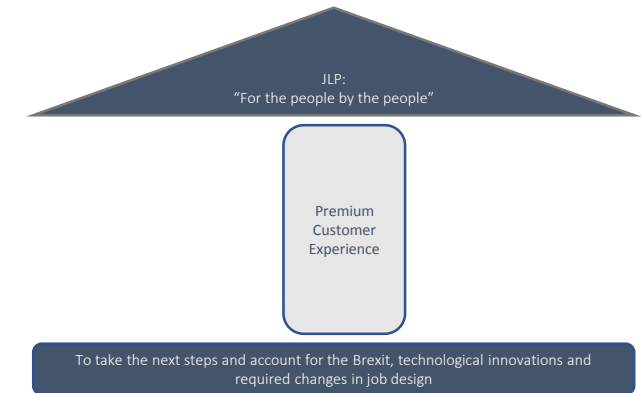 JLP:
“For the people by the people”
Premium
Customer
Experience
To take the next steps and account for the Brexit, technological innovations and
required changes in job design